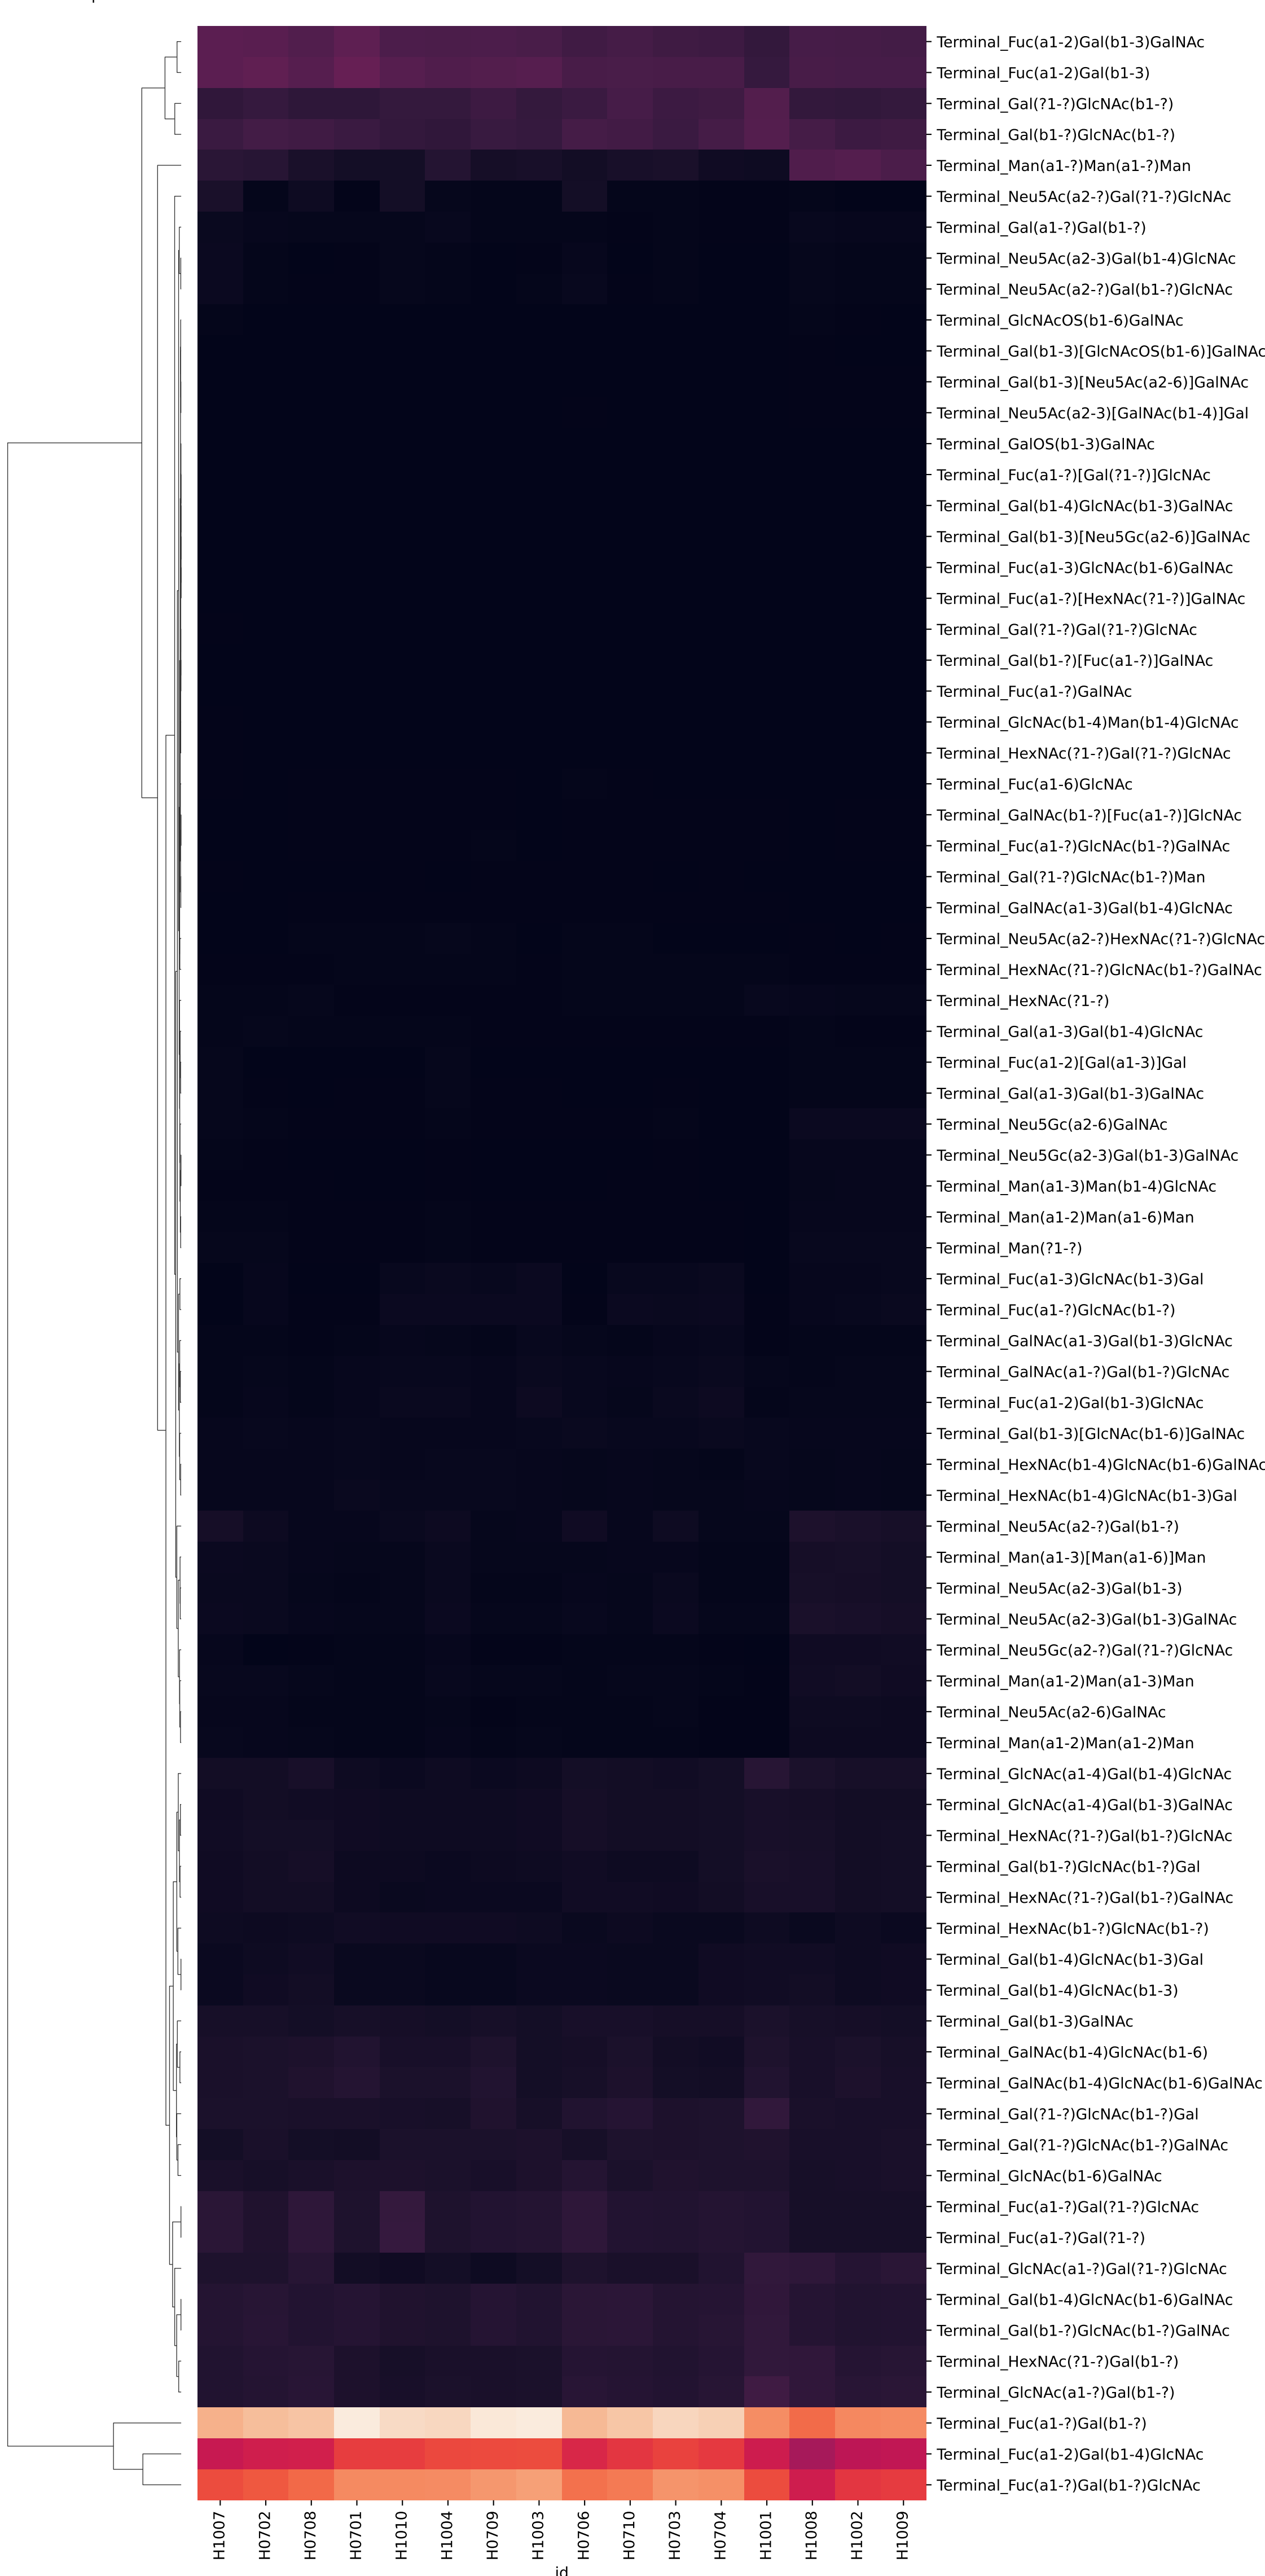 Terminal_Fuc(a1-2)Gal(b1-3)GalNAc
Terminal_Fuc(a1-2)Gal(b1-3)
Terminal_Gal(?1-?)GlcNAc(b1-?)
Terminal_Gal(b1-?)GlcNAc(b1-?)
Terminal_Man(a1-?)Man(a1-?)Man
Terminal_Neu5Ac(a2-?)Gal(?1-?)GlcNAc
Terminal_Gal(a1-?)Gal(b1-?)
Terminal_Neu5Ac(a2-3)Gal(b1-4)GlcNAc
Terminal_Neu5Ac(a2-?)Gal(b1-?)GlcNAc
Terminal_GlcNAcOS(b1-6)GalNAc
Terminal_Gal(b1-3)[GlcNAcOS(b1-6)]GalNAc
Terminal_Gal(b1-3)[Neu5Ac(a2-6)]GalNAc
Terminal_Neu5Ac(a2-3)[GalNAc(b1-4)]Gal
Terminal_GalOS(b1-3)GalNAc
Terminal_Fuc(a1-?)[Gal(?1-?)]GlcNAc
Terminal_Gal(b1-4)GlcNAc(b1-3)GalNAc
Terminal_Gal(b1-3)[Neu5Gc(a2-6)]GalNAc
Terminal_Fuc(a1-3)GlcNAc(b1-6)GalNAc
Terminal_Fuc(a1-?)[HexNAc(?1-?)]GalNAc
Terminal_Gal(?1-?)Gal(?1-?)GlcNAc
Terminal_Gal(b1-?)[Fuc(a1-?)]GalNAc
Terminal_Fuc(a1-?)GalNAc
Terminal_GlcNAc(b1-4)Man(b1-4)GlcNAc
Terminal_HexNAc(?1-?)Gal(?1-?)GlcNAc
Terminal_Fuc(a1-6)GlcNAc
Terminal_GalNAc(b1-?)[Fuc(a1-?)]GlcNAc
Terminal_Fuc(a1-?)GlcNAc(b1-?)GalNAc
Terminal_Gal(?1-?)GlcNAc(b1-?)Man
Terminal_GalNAc(a1-3)Gal(b1-4)GlcNAc
Terminal_Neu5Ac(a2-?)HexNAc(?1-?)GlcNAc
Terminal_HexNAc(?1-?)GlcNAc(b1-?)GalNAc
Terminal_HexNAc(?1-?)
Terminal_Gal(a1-3)Gal(b1-4)GlcNAc
Terminal_Fuc(a1-2)[Gal(a1-3)]Gal
Terminal_Gal(a1-3)Gal(b1-3)GalNAc
Terminal_Neu5Gc(a2-6)GalNAc
Terminal_Neu5Gc(a2-3)Gal(b1-3)GalNAc
Terminal_Man(a1-3)Man(b1-4)GlcNAc
Terminal_Man(a1-2)Man(a1-6)Man
Terminal_Man(?1-?)
Terminal_Fuc(a1-3)GlcNAc(b1-3)Gal
Terminal_Fuc(a1-?)GlcNAc(b1-?)
Terminal_GalNAc(a1-3)Gal(b1-3)GlcNAc
Terminal_GalNAc(a1-?)Gal(b1-?)GlcNAc
Terminal_Fuc(a1-2)Gal(b1-3)GlcNAc
Terminal_Gal(b1-3)[GlcNAc(b1-6)]GalNAc
Terminal_HexNAc(b1-4)GlcNAc(b1-6)GalNAc
Terminal_HexNAc(b1-4)GlcNAc(b1-3)Gal
Terminal_Neu5Ac(a2-?)Gal(b1-?)
Terminal_Man(a1-3)[Man(a1-6)]Man
Terminal_Neu5Ac(a2-3)Gal(b1-3)
Terminal_Neu5Ac(a2-3)Gal(b1-3)GalNAc
Terminal_Neu5Gc(a2-?)Gal(?1-?)GlcNAc
Terminal_Man(a1-2)Man(a1-3)Man
Terminal_Neu5Ac(a2-6)GalNAc
Terminal_Man(a1-2)Man(a1-2)Man
Terminal_GlcNAc(a1-4)Gal(b1-4)GlcNAc
Terminal_GlcNAc(a1-4)Gal(b1-3)GalNAc
Terminal_HexNAc(?1-?)Gal(b1-?)GlcNAc
Terminal_Gal(b1-?)GlcNAc(b1-?)Gal
Terminal_HexNAc(?1-?)Gal(b1-?)GalNAc
Terminal_HexNAc(b1-?)GlcNAc(b1-?)
Terminal_Gal(b1-4)GlcNAc(b1-3)Gal
Terminal_Gal(b1-4)GlcNAc(b1-3)
Terminal_Gal(b1-3)GalNAc
Terminal_GalNAc(b1-4)GlcNAc(b1-6)
Terminal_GalNAc(b1-4)GlcNAc(b1-6)GalNAc
Terminal_Gal(?1-?)GlcNAc(b1-?)Gal
Terminal_Gal(?1-?)GlcNAc(b1-?)GalNAc
Terminal_GlcNAc(b1-6)GalNAc
Terminal_Fuc(a1-?)Gal(?1-?)GlcNAc
Terminal_Fuc(a1-?)Gal(?1-?)
Terminal_GlcNAc(a1-?)Gal(?1-?)GlcNAc
Terminal_Gal(b1-4)GlcNAc(b1-6)GalNAc
Terminal_Gal(b1-?)GlcNAc(b1-?)GalNAc
Terminal_HexNAc(?1-?)Gal(b1-?)
Terminal_GlcNAc(a1-?)Gal(b1-?)
Terminal_Fuc(a1-?)Gal(b1-?)
Terminal_Fuc(a1-2)Gal(b1-4)GlcNAc
Terminal_Fuc(a1-?)Gal(b1-?)GlcNAc
H1007 H0702 H0708 H0701 H1010 H1004 H0709 H1003 H0706 H0710 H0703 H0704 H1001 H1008 H1002 H1009
id